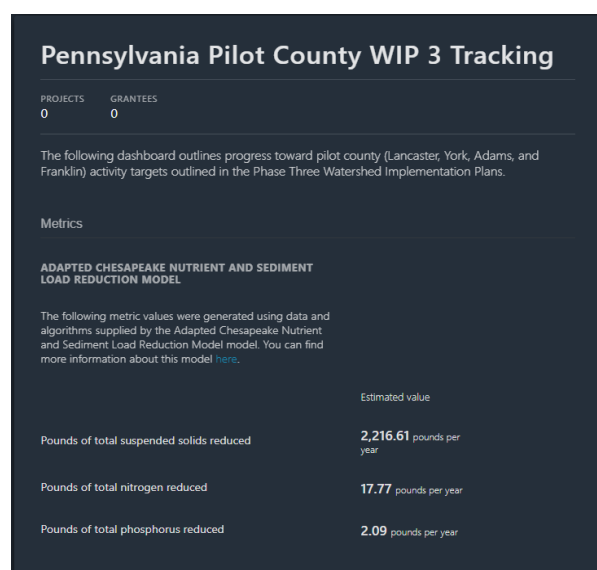 Pennsylvania Pilot County WIP 3 Tracking
PROJECTS GRANTEES
0 0
The following dashboard outlines progress toward pilot county (Lancaster, York, Adams, and
Franklin) activity targets outlined in the Phase Three Watershed Implementation Plans.
Metrics
ADAPTED CHESAPEAKE NUTRIENT AND SEDIMENT
LOAD REDUCTION MODEL
The following metric values were generated using data and
algorithms supplied by the Adapted Chesapeake Nutrient
and Sediment Load Reduction Model model. You can find
more information about this model here.
Estimated value
Pounds of total suspended solids reduced 2,216.61 pounds per
year
Pounds of total nitrogen reduced 17.77 pounds per year
Pounds of total phosphorus reduced 2.09 pounds per year